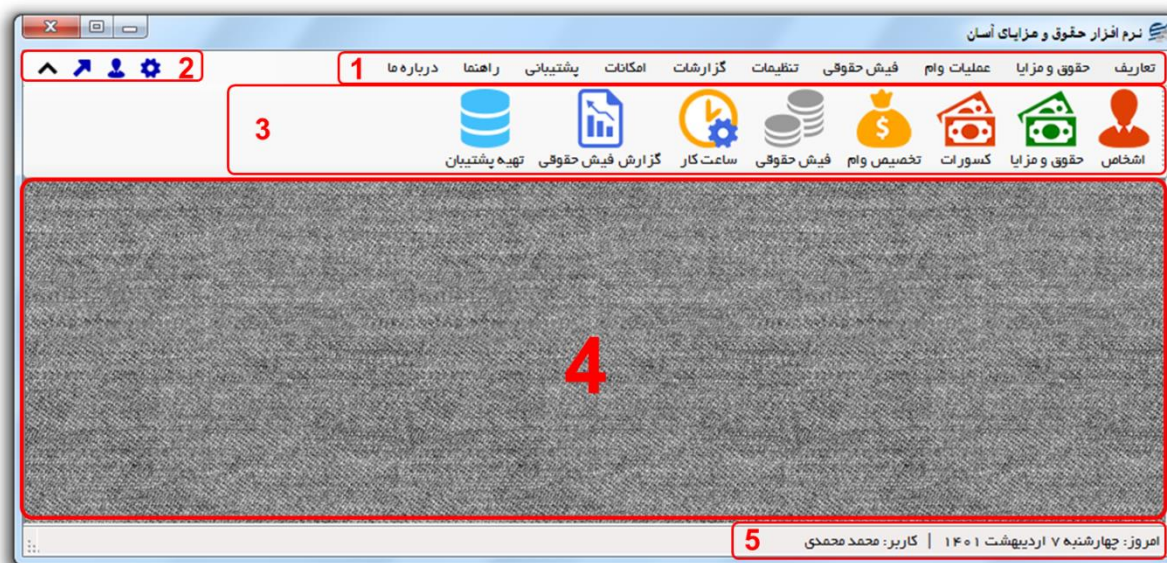 نرم افزار حقوق و مزایای آسان
تعاریف حقوق و مزایا عملیات وام فیش حقوقی تنظیمات گزارشات امکانات پشتیبانی راهنما درباره ما 1 2
3
اشخاص حقوق و مزایا کسورات تخصیص وام فیش حقوقی ساعت کار گزارش فیش حقوقی تهیه پشتیبان
4
امروز: چهارشنبه ۷ اردیبهشت ۱۴۰۱ | کاربر: محمد محمدی 5